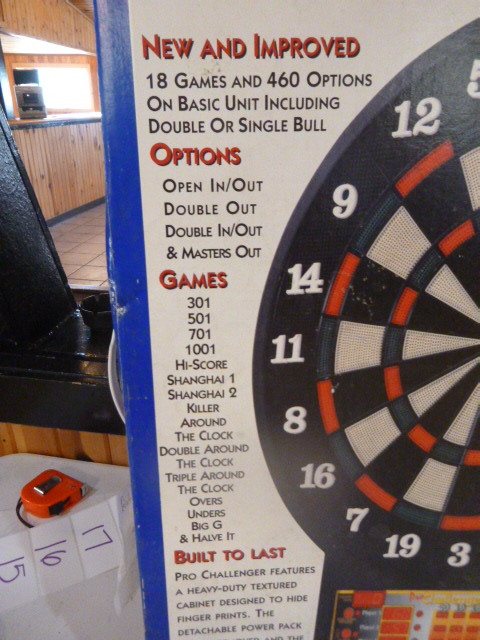 NEW AND IMPROVED
18 GAMES AND 460 OPTIONS
ON BASIC UNIT INCLUDING
DOUBLE OR SINGLE BULL
OPTIONS
OPEN IN/OUT
DOUBLE OUT
DOUBLE IN/OUT
& MASTERS OUT
GAMES
301
501
701
1001
HI-SCORE
SHANGHAI 1
SHANGHAI 2
KILLER
AROUND
THE CLOCK
DOUBLE AROUND
THE CLOCK
TRIPLE AROUND
THE CLOCK
OVERS
UNDERS
BIG G
& HALVE IT
BUILT TO LAST
PRO CHALLENGER FEATURES
A HEAVY-DUTY TEXTURED
CABINET DESIGNED TO HIDE
FINGER PRINTS. THE
DETACHABLE POWER PACK
12
9
14
11
8
16
7
19
3
15
16
17